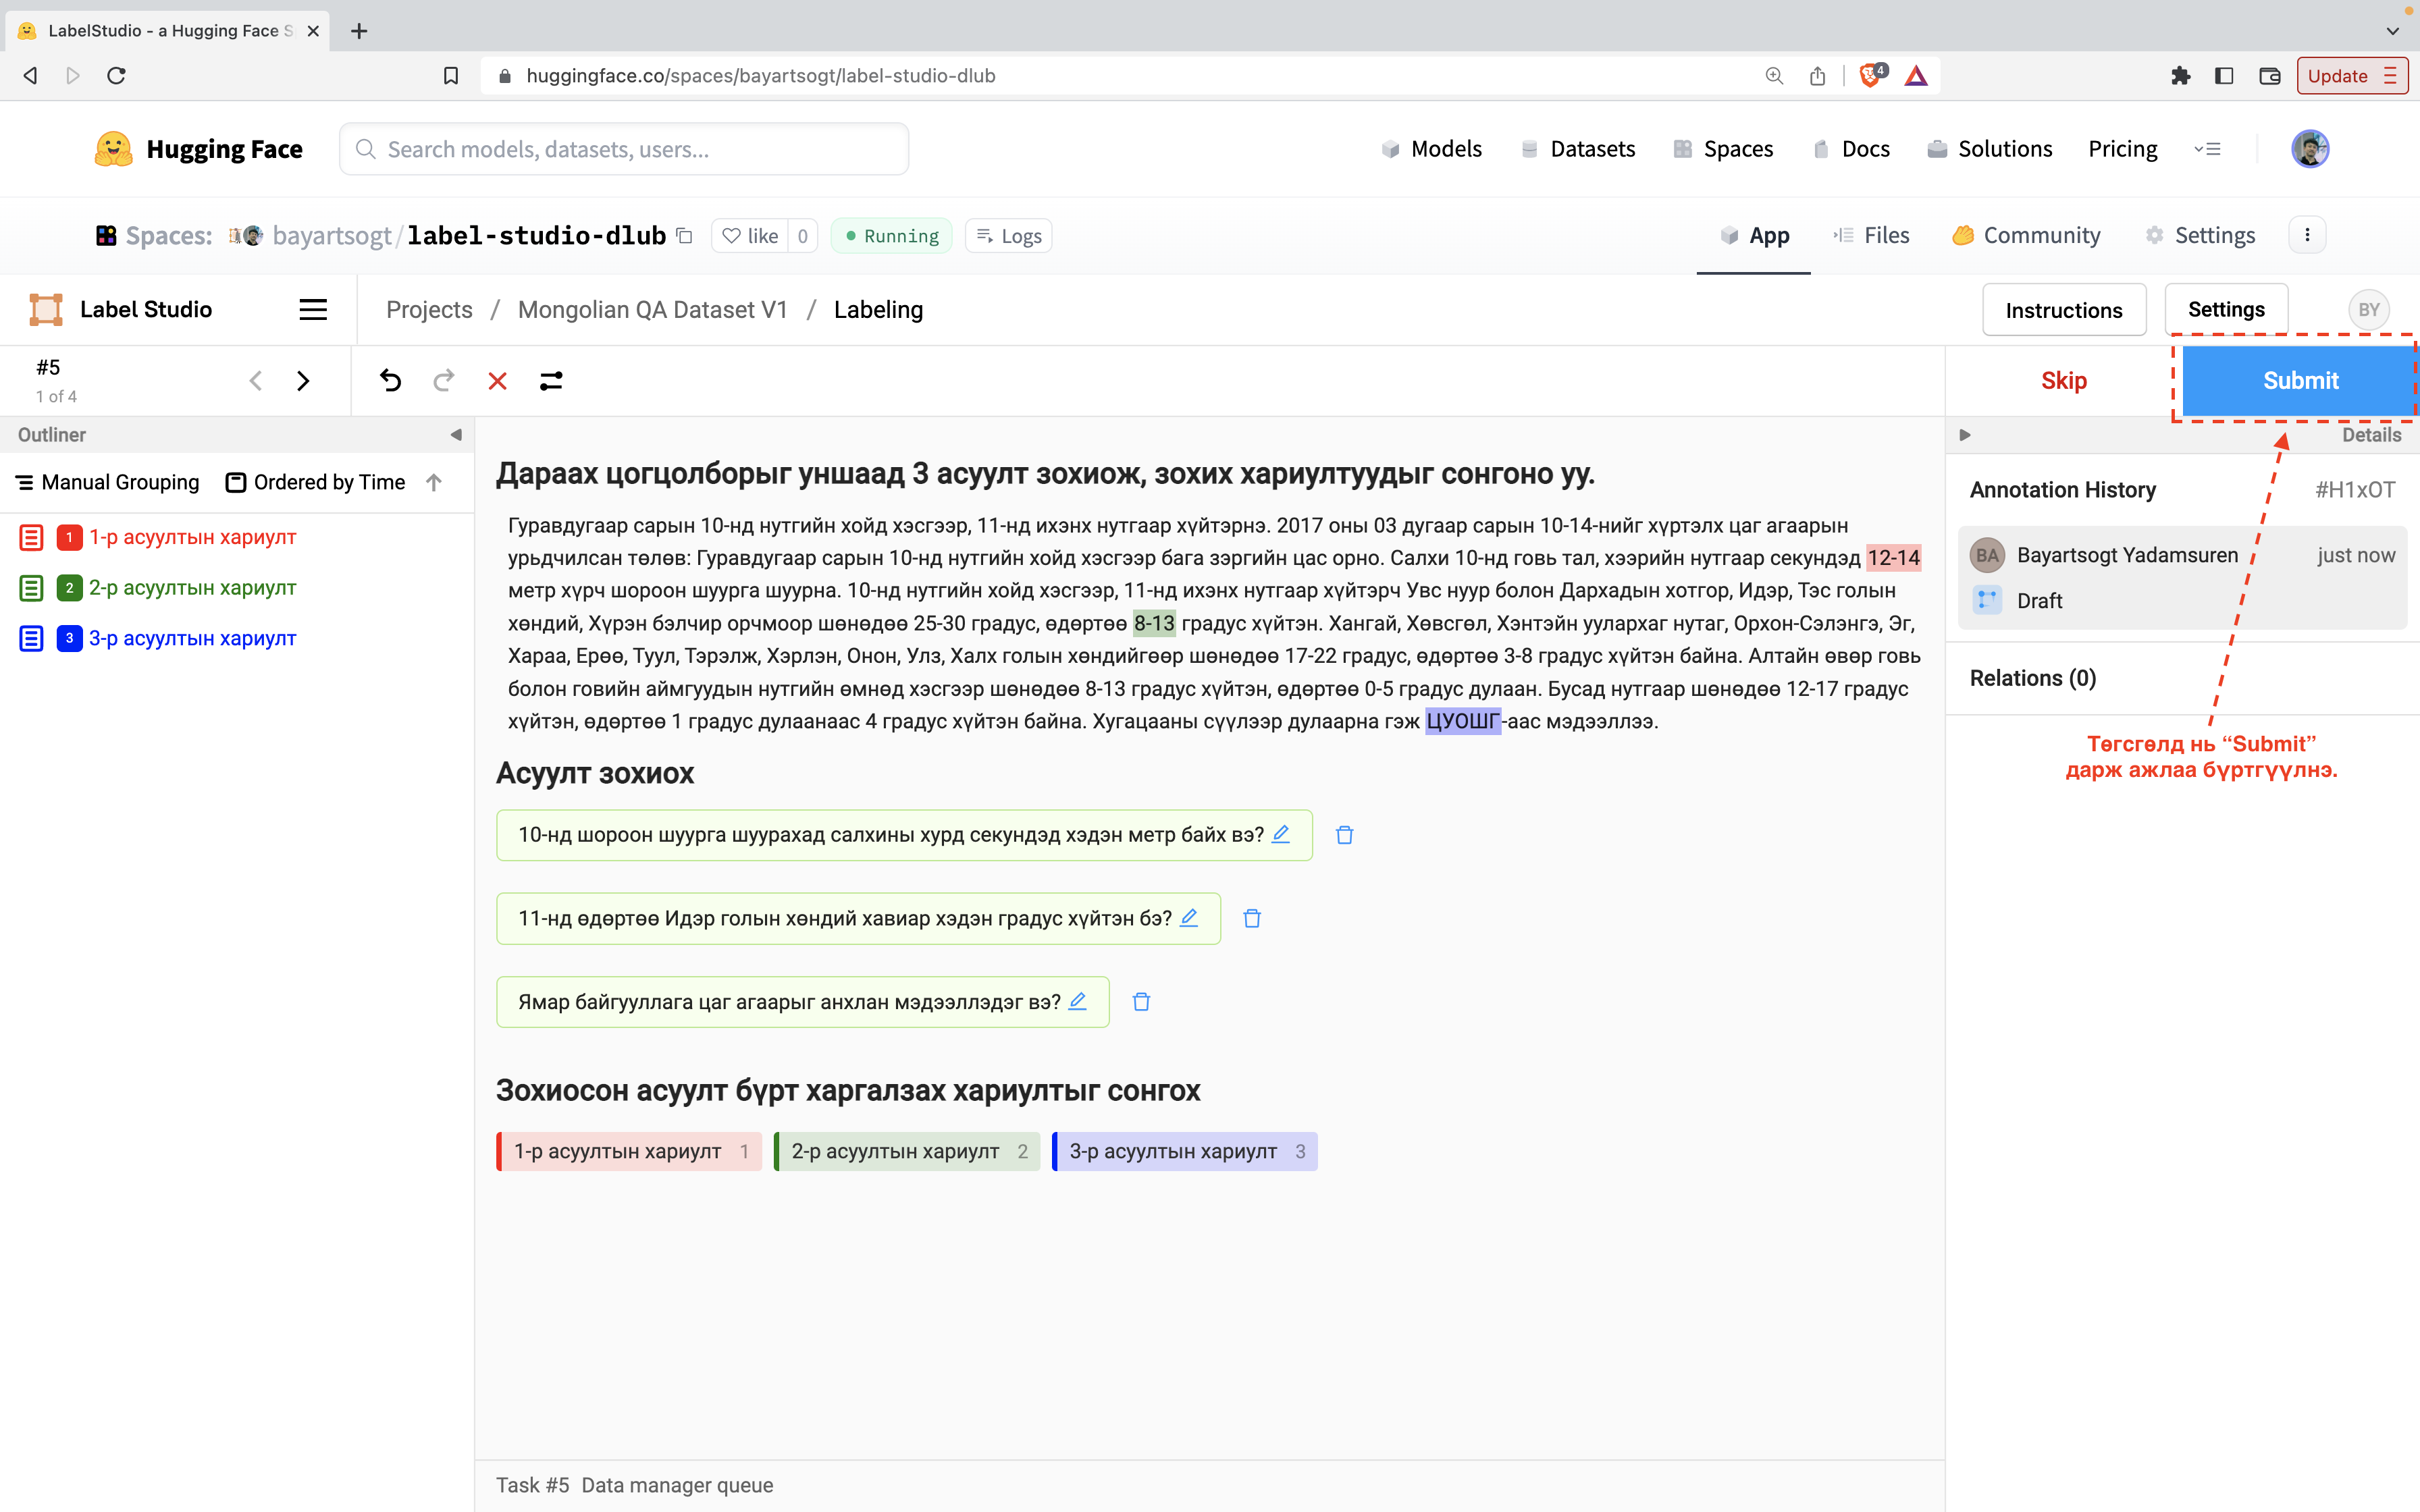 LabelStudio - a Hugging Face S
huggingface.co/spaces/bayartsogt/label-studio-dlub
4
Update
Hugging Face
Search models, datasets, users...
Models
Datasets
Spaces
Docs
Solutions
Pricing
Spaces: bayartsogt/label-studio-dlub
like 0
Running
Logs
App
Files
Community
Settings
Label Studio
Projects / Mongolian QA Dataset V1 / Labeling
Instructions
Settings
BY
#5
1 of 4
Skip
Submit
Outliner
Details
Manual Grouping
Ordered by Time
1 1-р асуултын хариулт
2 2-р асуултын хариулт
3 3-р асуултын хариулт
Дараах цогцолборыг уншаад 3 асуулт зохиож, зохих хариултуудыг сонгоно уу.
Гуравдугаар сарын 10-нд нутгийн хойд хэсгээр, 11-нд ихэнх нутгаар хүйтэрнэ. 2017 оны 03 дугаар сарын 10-14-нийг хүртэлх цаг агаарын
урьдчилсан төлөв: Гуравдугаар сарын 10-нд нутгийн хойд хэсгээр бага зэргийн цас орно. Салхи 10-нд говь тал, хээрийн нутгаар секундэд 12-14
метр хүрч шороон шуурга шуурна. 10-нд нутгийн хойд хэсгээр, 11-нд ихэнх нутгаар хүйтэрч Увс нуур болон Дархадын хотгор, Идэр, Тэс голын
хөндий, Хүрэн бэлчир орчмоор шөнөдөө 25-30 градус, өдөртөө 8-13 градус хүйтэн. Хангай, Хөвсгөл, Хэнтэйн уулархаг нутаг, Орхон-Сэлэнгэ, Эг,
Хараа, Ерөө, Туул, Тэрэлж, Хэрлэн, Онон, Улз, Халх голын хөндийгөөр шөнөдөө 17-22 градус, өдөртөө 3-8 градус хүйтэн байна. Алтайн өвөр говь
болон говийн аймгуудын нутгийн өмнөд хэсгээр шөнөдөө 8-13 градус хүйтэн, өдөртөө 0-5 градус дулаан. Бусад нутгаар шөнөдөө 12-17 градус
хүйтэн, өдөртөө 1 градус дулаанаас 4 градус хүйтэн байна. Хугацааны сүүлээр дулаарна гэж ЦУОШГ-аас мэдээллээ.
Асуулт зохиох
10-нд шороон шуурга шуурахад салхины хурд секундэд хэдэн метр байх вэ?
11-нд өдөртөө Идэр голын хөндий хавиар хэдэн градус хүйтэн бэ?
Ямар байгууллага цаг агаарыг анхлан мэдээллэдэг вэ?
Зохиосон асуулт бүрт харгалзах хариултыг сонгох
1-р асуултын хариулт 1
2-р асуултын хариулт 2
3-р асуултын хариулт 3
Annotation History
#H1xOT
BA Bayartsogt Yadamsuren just now
Draft
Relations (0)
Төгсгөлд нь “Submit”
дарж ажлаа бүртгүүлнэ.
Task #5 Data manager queue